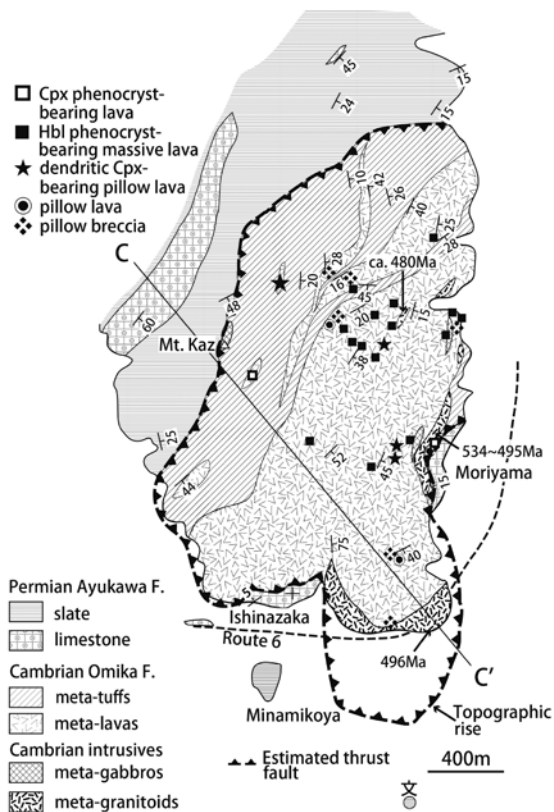 Cpx phenocryst-
bearing lava
Hbl phenocryst-
bearing massive lava
dendritic Cpx-
bearing pillow lava
pillow lava
pillow breccia
45
15
24
15
10
42
26
40
25
28
C
28
20
16
ca. 480Ma
45
48
20
15
60
Mt. Kaz
38
534~495Ma
Moriyama
25
52
45
15
44
75
40
Permian Ayukawa F.
slate
limestone
5
Ishinazaka
Route 6
496Ma
C'
Cambrian Omika F.
meta-tuffs
meta-lavas
Minamikoya
Topographic
rise
Cambrian intrusives
meta-gabbros
meta-granitoids
Estimated thrust
fault
400m
文